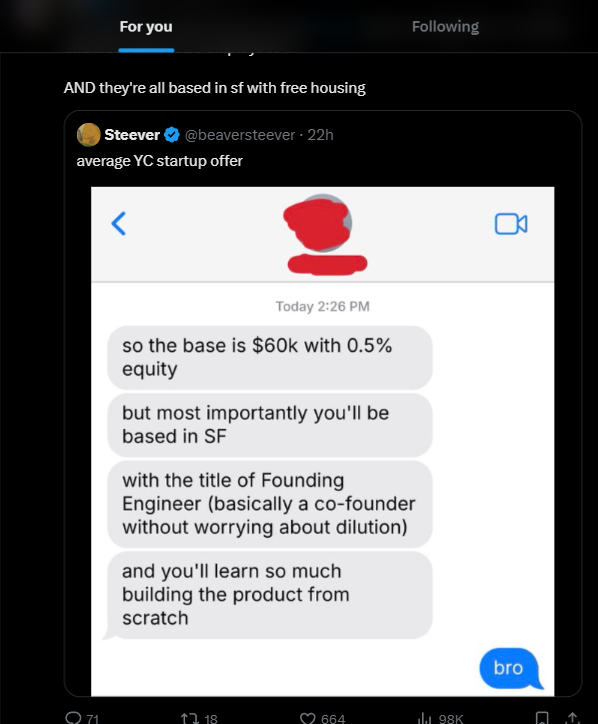 For you
Following
AND they're all based in sf with free housing
Steever @beaversteever · 22h
average YC startup offer
Today 2:26 PM
so the base is $60k with 0.5%
equity
but most importantly you'll be
based in SF
with the title of Founding
Engineer (basically a co-founder
without worrying about dilution)
and you'll learn so much
building the product from
scratch
bro
71
18
664
98K